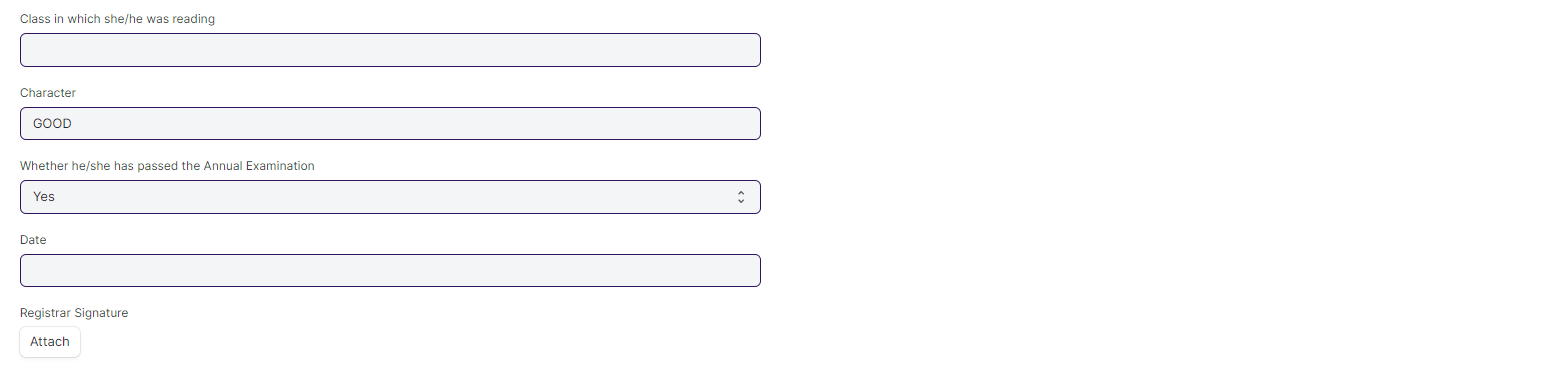 Class in which she/he was reading
Character
GOOD
Whether he/she has passed the Annual Examination
Yes
Date
Registrar Signature
Attach